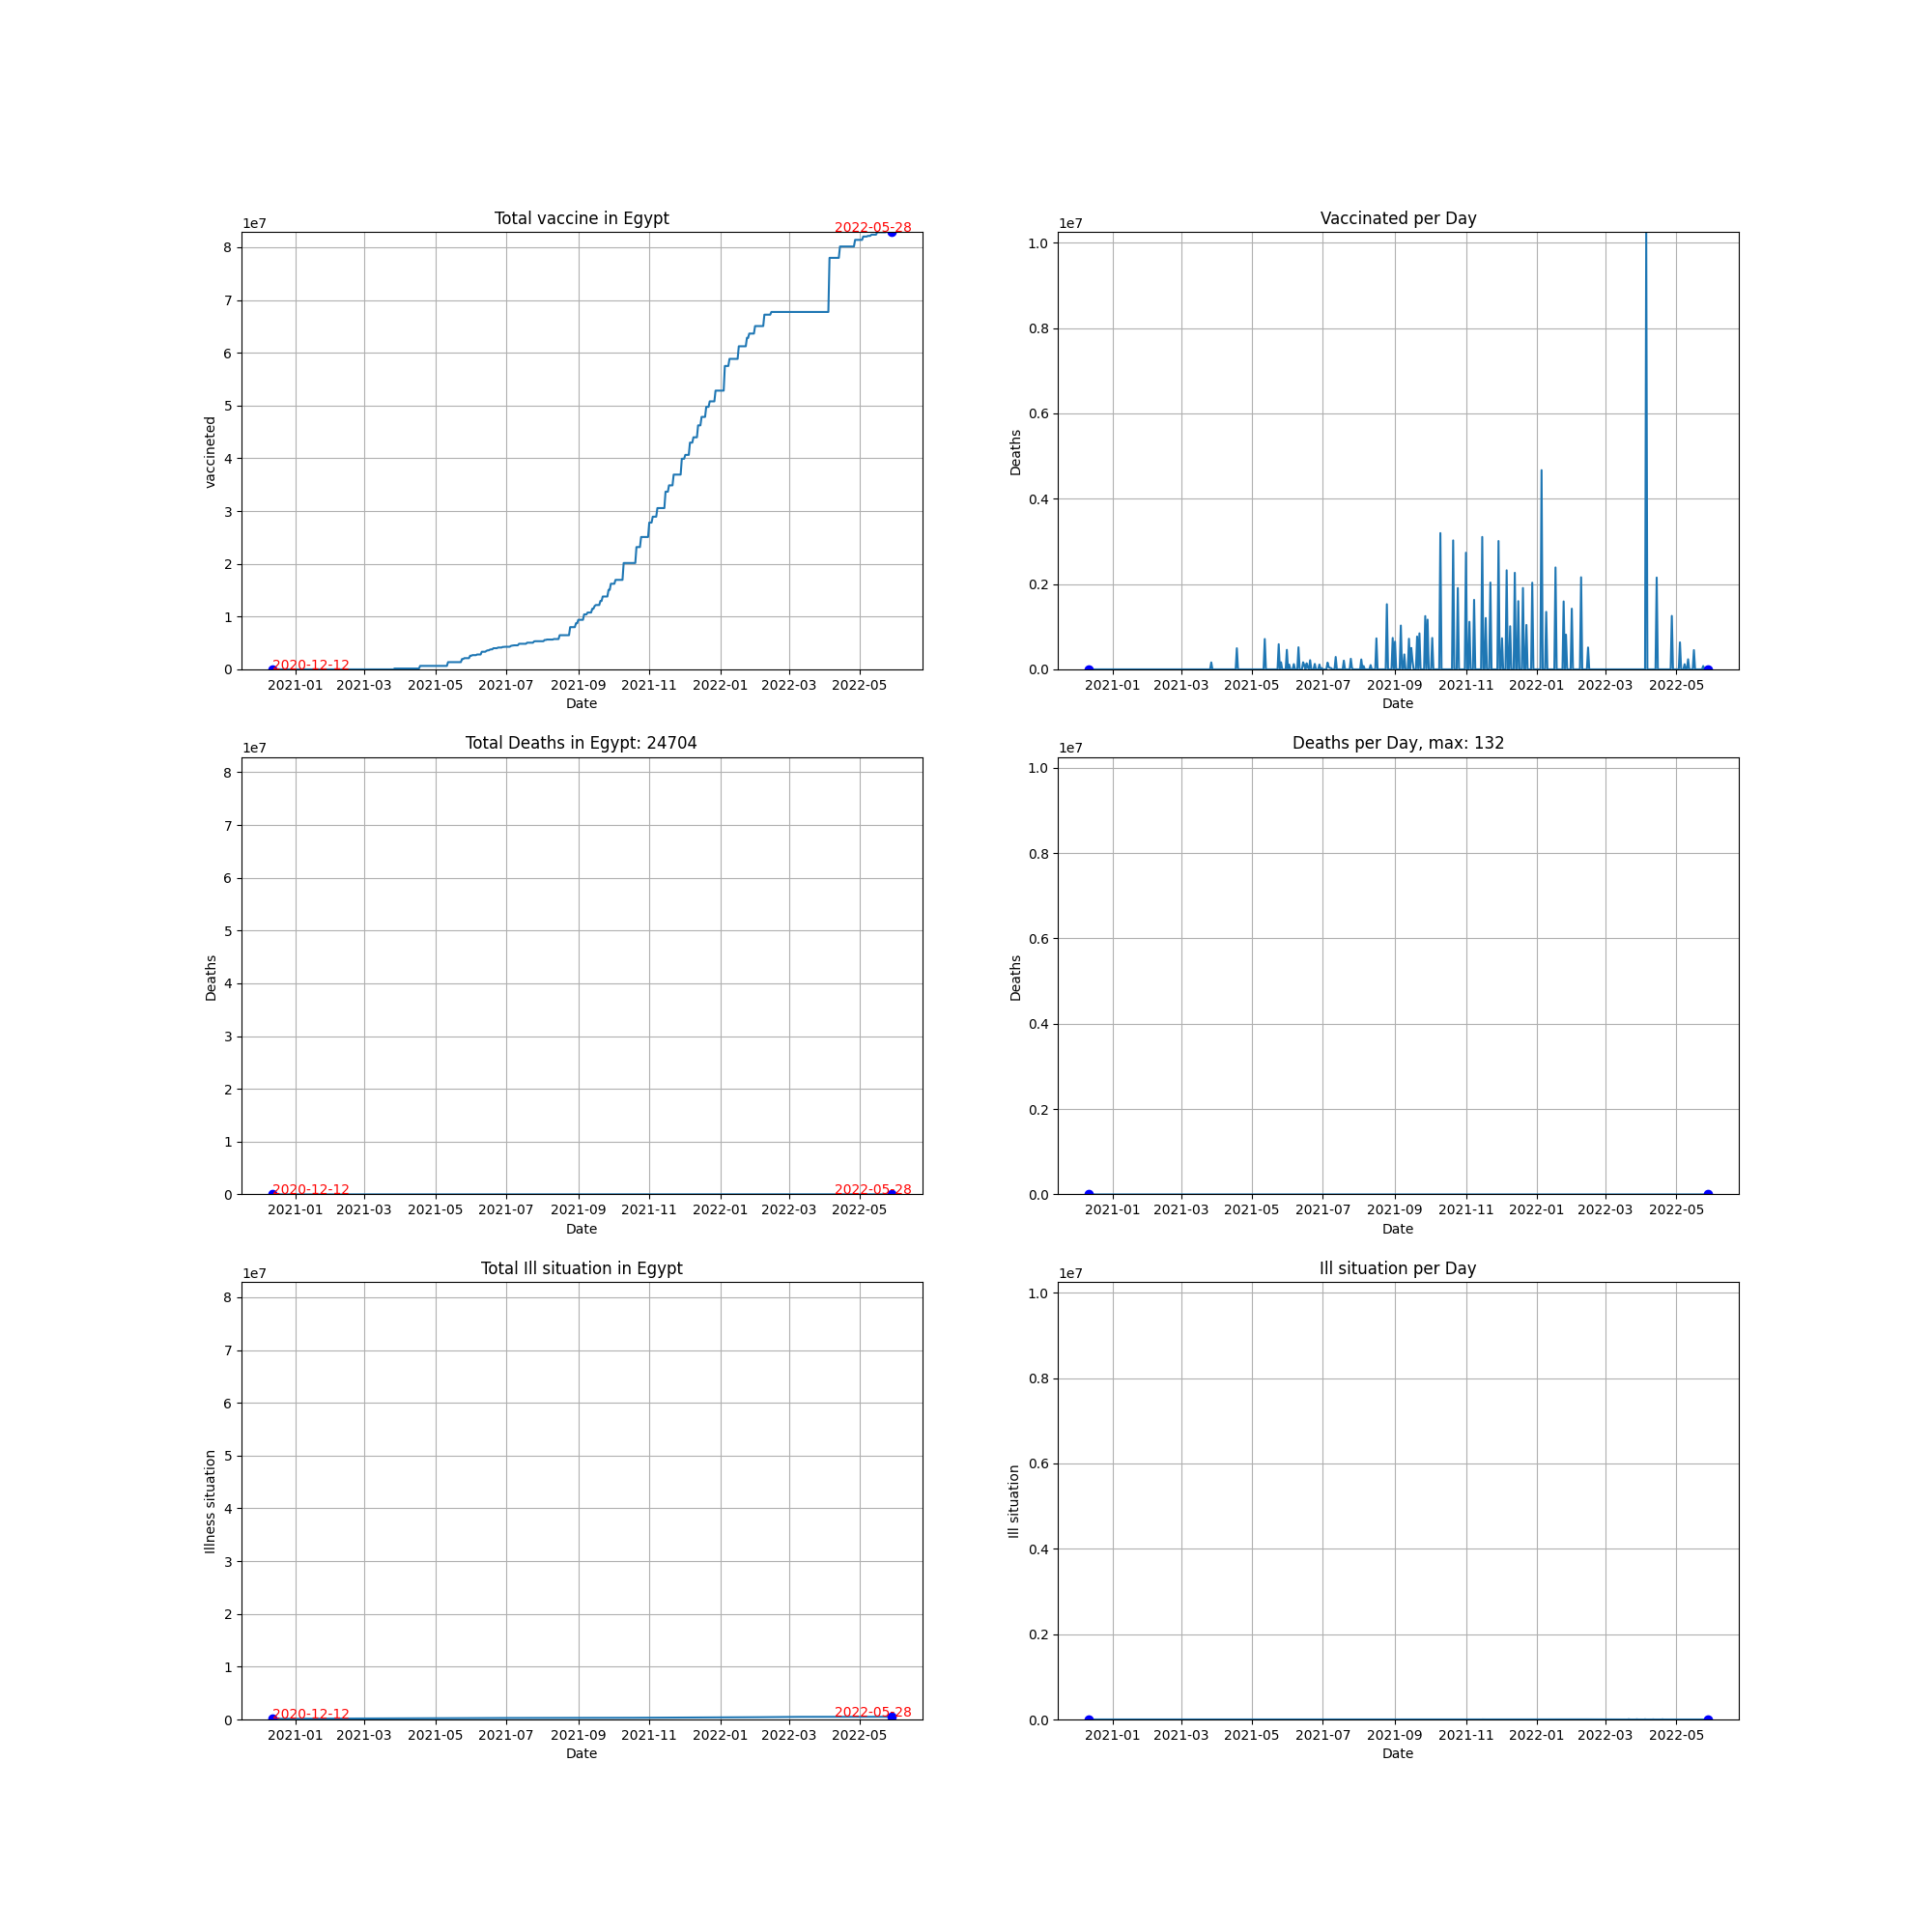 Total vaccine in Egypt
1e7
2022-05-28
8
7
6
5
4
3
2
1
0
vaccineted
2020-12-12
2021-01 2021-03 2021-05 2021-07 2021-09 2021-11 2022-01 2022-03 2022-05
Date
Vaccinated per Day
1e7
1.0
0.8
0.6
0.4
0.2
0.0
Deaths
2021-01 2021-03 2021-05 2021-07 2021-09 2021-11 2022-01 2022-03 2022-05
Date
Total Deaths in Egypt: 24704
1e7
8
7
6
5
4
3
2
1
0
Deaths
2020-12-12
2022-05-28
2021-01 2021-03 2021-05 2021-07 2021-09 2021-11 2022-01 2022-03 2022-05
Date
Deaths per Day, max: 132
1e7
1.0
0.8
0.6
0.4
0.2
0.0
Deaths
2021-01 2021-03 2021-05 2021-07 2021-09 2021-11 2022-01 2022-03 2022-05
Date
Total Ill situation in Egypt
1e7
8
7
6
5
4
3
2
1
0
Illness situation
2020-12-12
2022-05-28
2021-01 2021-03 2021-05 2021-07 2021-09 2021-11 2022-01 2022-03 2022-05
Date
Ill situation per Day
1e7
1.0
0.8
0.6
0.4
0.2
0.0
Ill situation
2021-01 2021-03 2021-05 2021-07 2021-09 2021-11 2022-01 2022-03 2022-05
Date